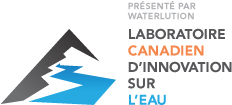 PRÉSENTÉ PAR
WATERLUTION
LABORATOIRE
CANADIEN
D'INNOVATION
SUR
L'EAU